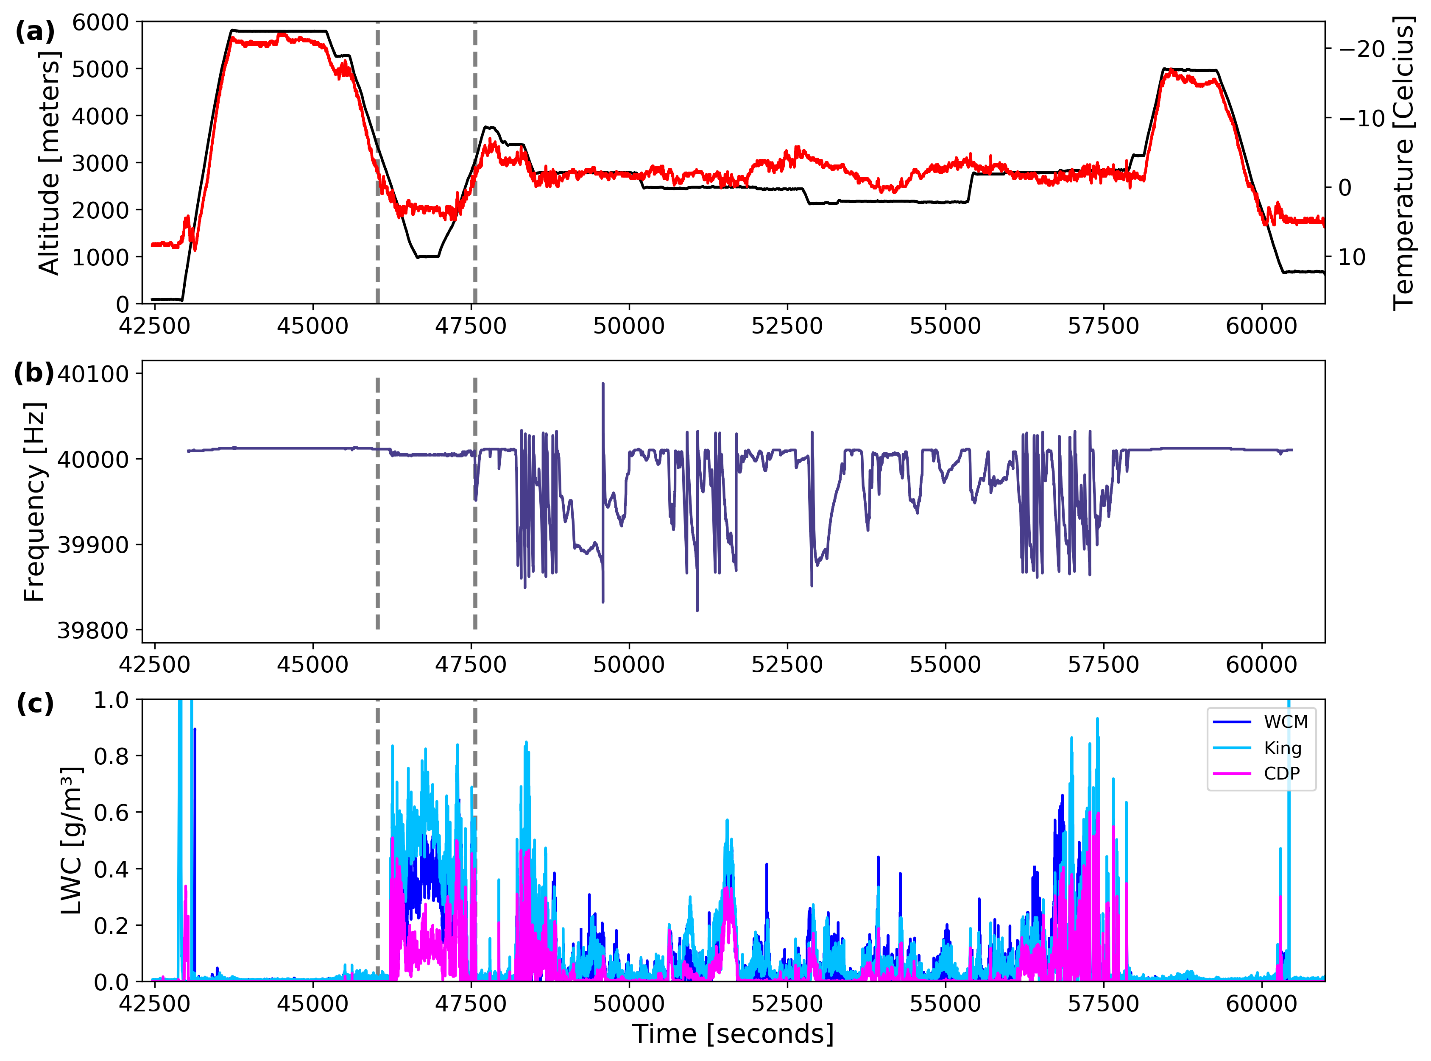 (a)
6000
5000
4000
3000
2000
1000
0
Altitude [meters]
−20
−10
0
10
Temperature [Celcius]
42500 45000 47500 50000 52500 55000 57500 60000
(b)
40100
40000
39900
39800
Frequency [Hz]
42500 45000 47500 50000 52500 55000 57500 60000
(c)
1.0
0.8
0.6
0.4
0.2
0.0
LWC [g/m³]
WCM
King
CDP
42500 45000 47500 50000 52500 55000 57500 60000
Time [seconds]